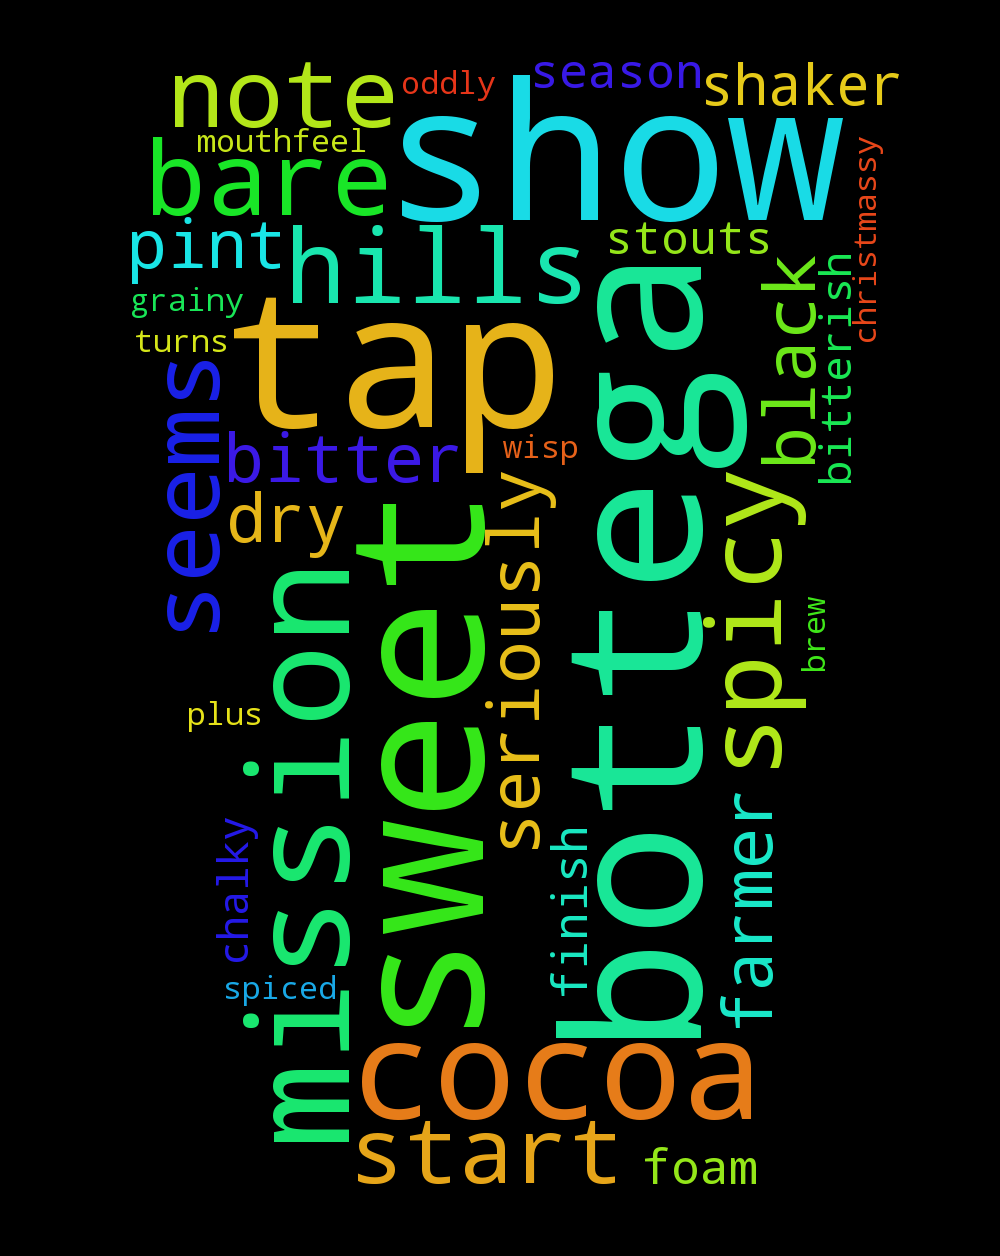 season
note
oddly
shaker
show
mouthfeel
bare
christmassy
pint
hills
stouts
grainy
tap
bottega
black
bitterish
turns
seems
bitter
wisp
dry
sweet
seriously
spicy
mission
brew
plus
chalky
finish
farmer
spiced
cocoa
start
foam